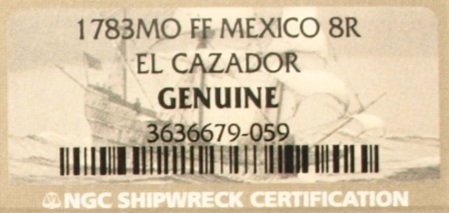 1783MO FF MEXICO 8R
EL CAZADOR
GENUINE
3636679-059
NGC SHIPWRECK CERTIFICATION